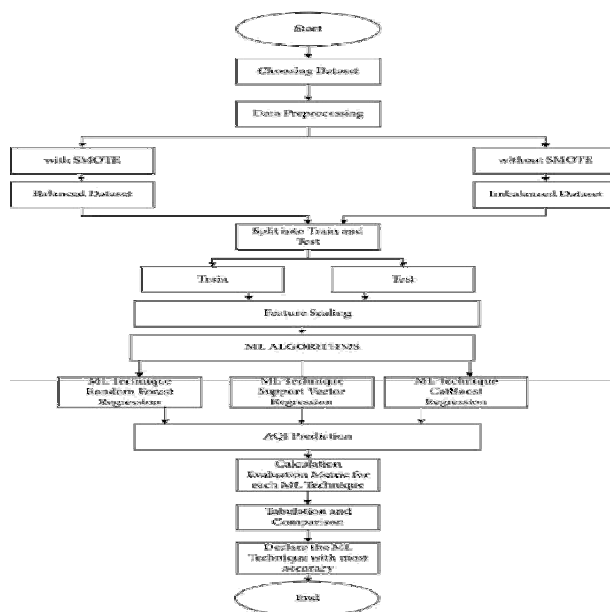 Start
Choosing Dataset
Data Preprocessing
with SMOTE
without SMOTE
Balanced Dataset
Imbalanced Dataset
Split into Train and
Test
Train
Test
Feature Scaling
ML ALGORITHMS
ML Technique
Random Forest
Regression
ML Technique
Support Vector
Regression
ML Technique
CatBoost
Regression
AQI Prediction
Calculation
Evaluation Metric for
each ML Technique
Tabulation and
Comparison
Declare the ML
Technique with most
accuracy
End